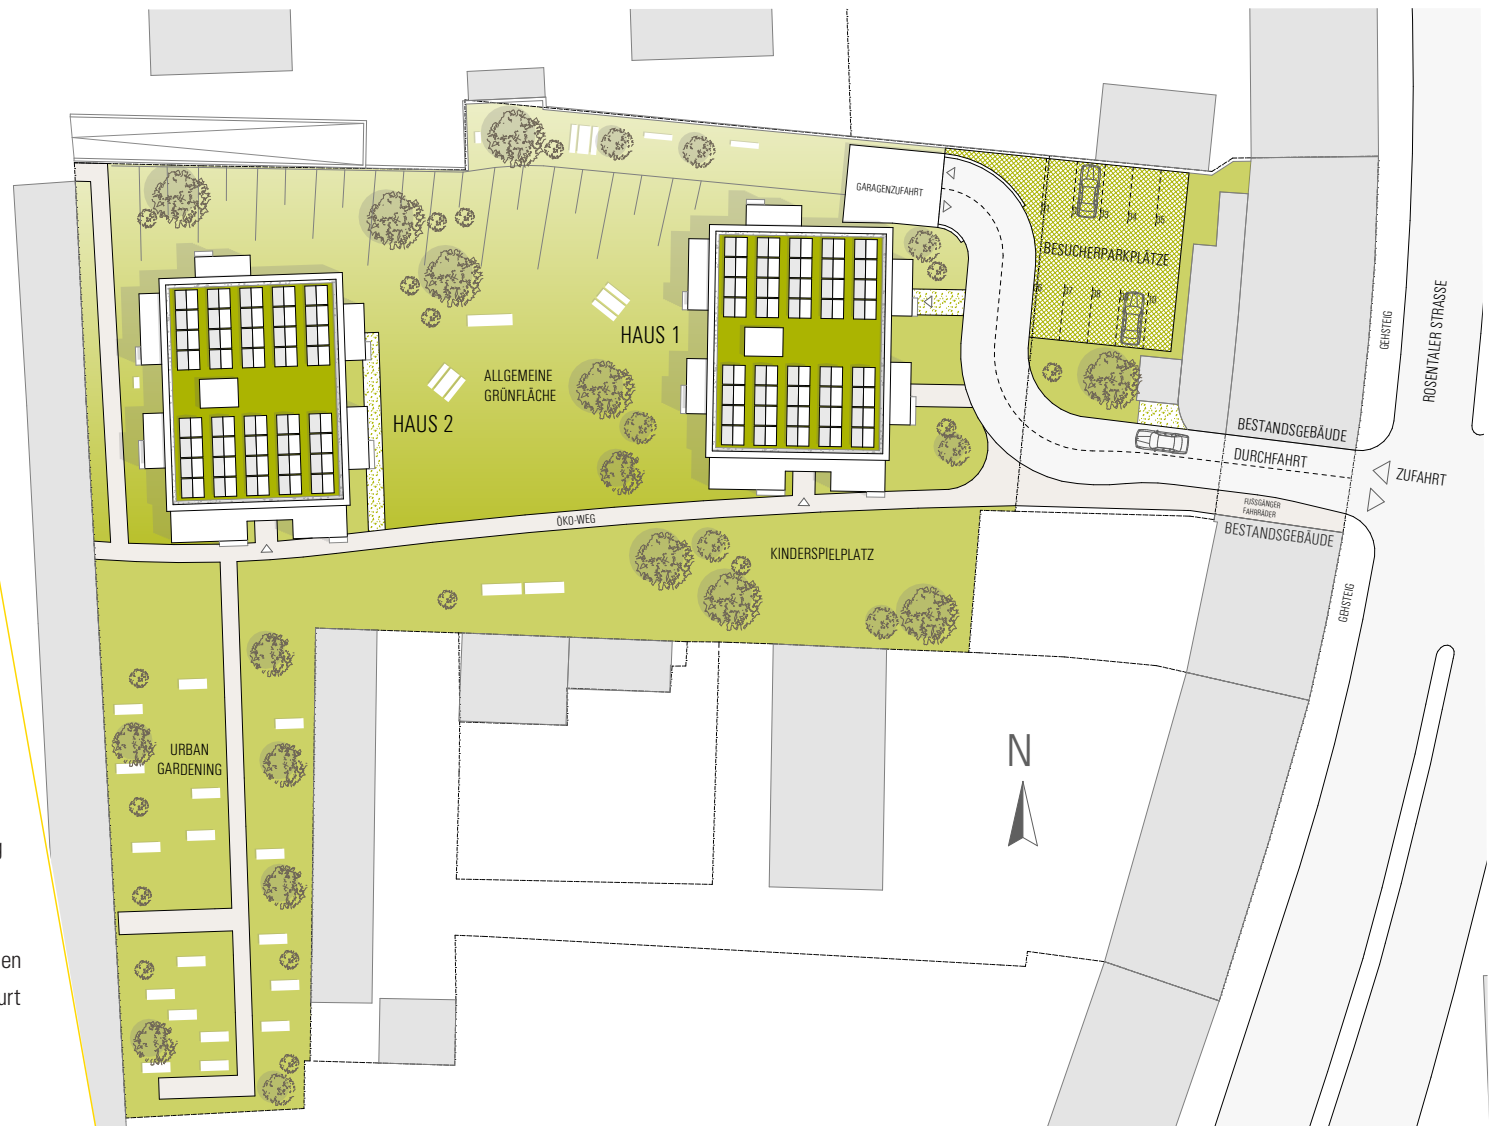 GARAGENZUFAHRT
BESUCHERPARKPLÄTZE
HAUS 1
ALLGEMEINE
GRÜNFLÄCHE
HAUS 2
GEHSTEIG
ROSENTALER STRASSE
BESTANDSGEBÄUDE
DURCHFAHRT
ZUFAHRT
FUSSGÄNGER
FAHRRÄDER
BESTANDSGEBÄUDE
ÖKO-WEG
KINDERSPIELPLATZ
GEHSTEIG
URBAN
GARDENING
N
g
en
urt